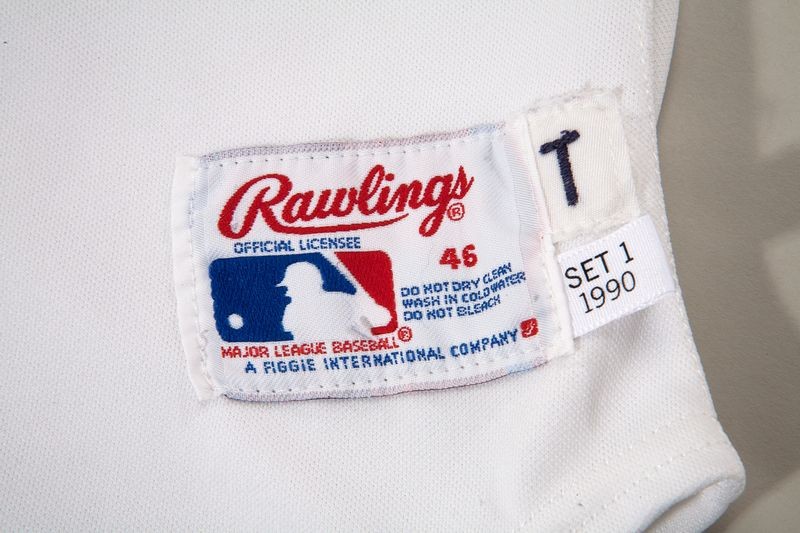 Rawlings®
OFFICIAL LICENSEE
46
DO NOT DRY CLEAN
WASH IN COLD WATER
DO NOT BLEACH
MAJOR LEAGUE BASEBALL®
A FIGGIE INTERNATIONAL COMPANY
T
SET 1
1990